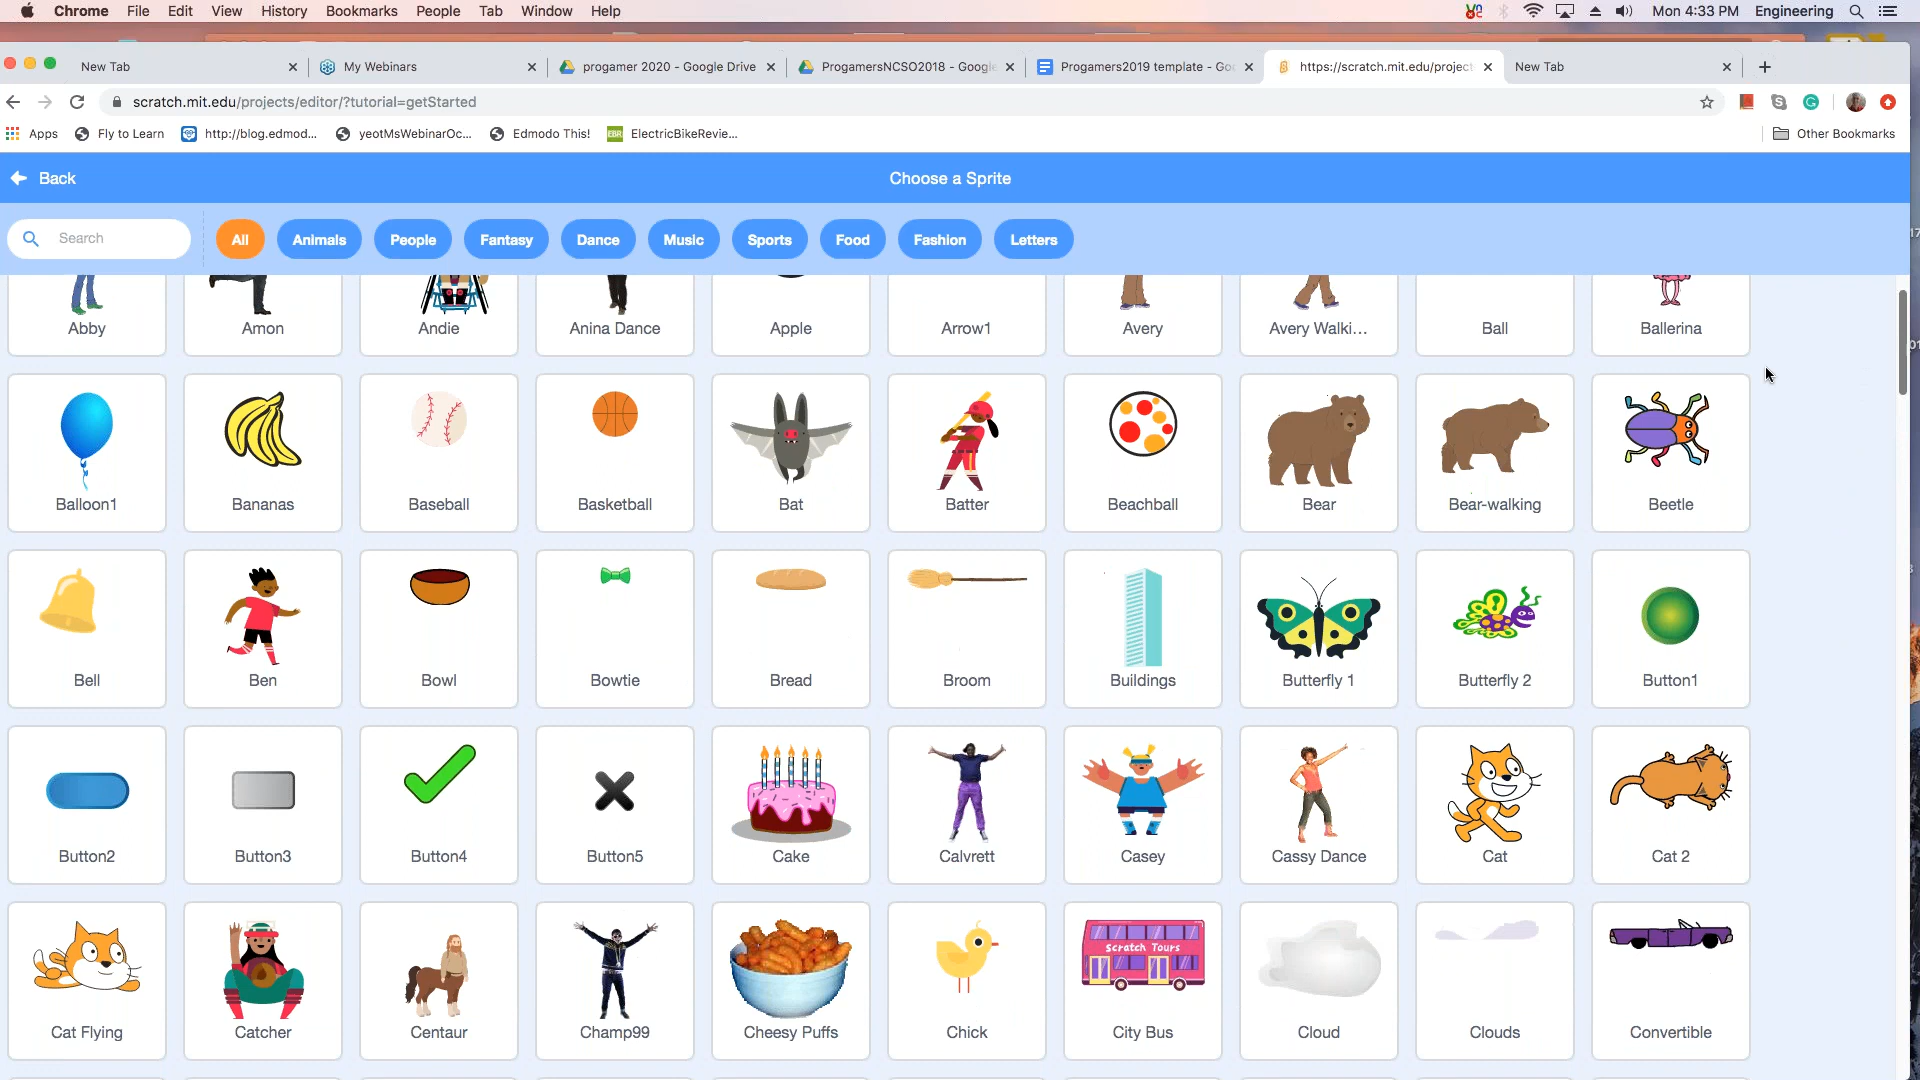 Chrome File Edit View History Bookmarks People Tab Window Help Mon 4:33 PM Engineering
New Tab My Webinars progamer 2020 - Google Drive ProgamersNCSO2018 - Google Progamers2019 template - Goo https://scratch.mit.edu/project New Tab
scratch.mit.edu/projects/editor/?tutorial=getStarted
Apps Fly to Learn http://blog.edmod... yeotMsWebinarOc... Edmodo This! EBR ElectricBikeRevie... Other Bookmarks
Back Choose a Sprite
Search All Animals People Fantasy Dance Music Sports Food Fashion Letters
Abby Amon Andie Anina Dance Apple Arrow1 Avery Avery Walki... Ball Ballerina
Balloon1 Bananas Baseball Basketball Bat Batter Beachball Bear Bear-walking Beetle
Bell Ben Bowl Bowtie Bread Broom Buildings Butterfly 1 Butterfly 2 Button1
Button2 Button3 Button4 Button5 Cake Calvrett Casey Cassy Dance Cat Cat 2
Scratch Tours
Cat Flying Catcher Centaur Champ99 Cheesy Puffs Chick City Bus Cloud Clouds Convertible